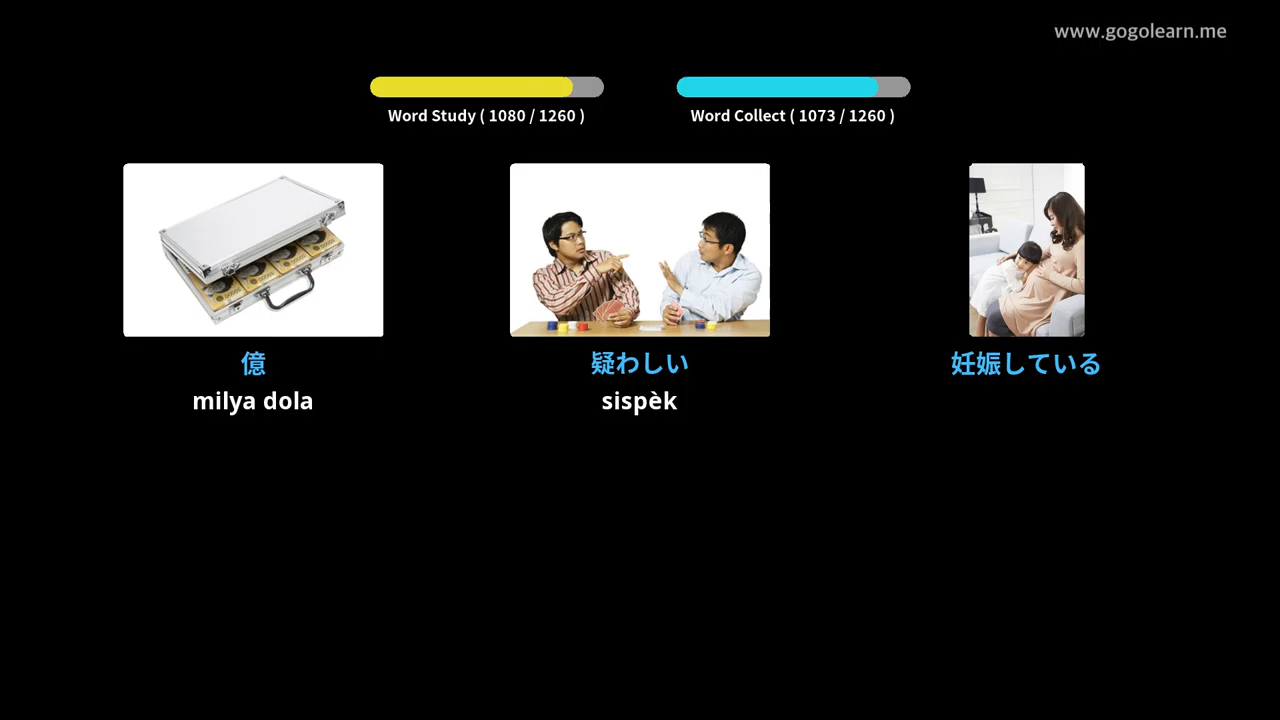 www.gogolearn.me
Word Study ( 1080 / 1260 )
Word Collect ( 1073 / 1260 )
億
milya dola
疑わしい
sispèk
妊娠している